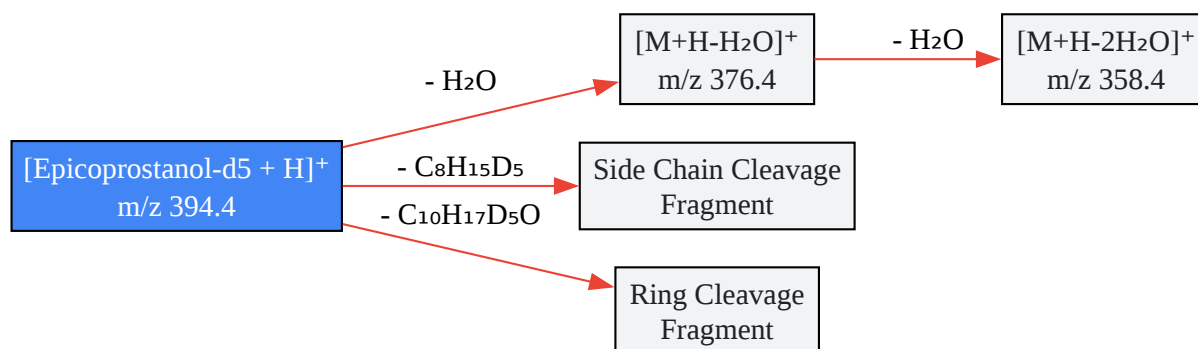 [Epicoprostanol-d5 + H]⁺
m/z 394.4
- H₂O
[M+H-H₂O]⁺
m/z 376.4
- H₂O
[M+H-2H₂O]⁺
m/z 358.4
- C₈H₁₅D₅
Side Chain Cleavage
Fragment
- C₁₀H₁₇D₅O
Ring Cleavage
Fragment